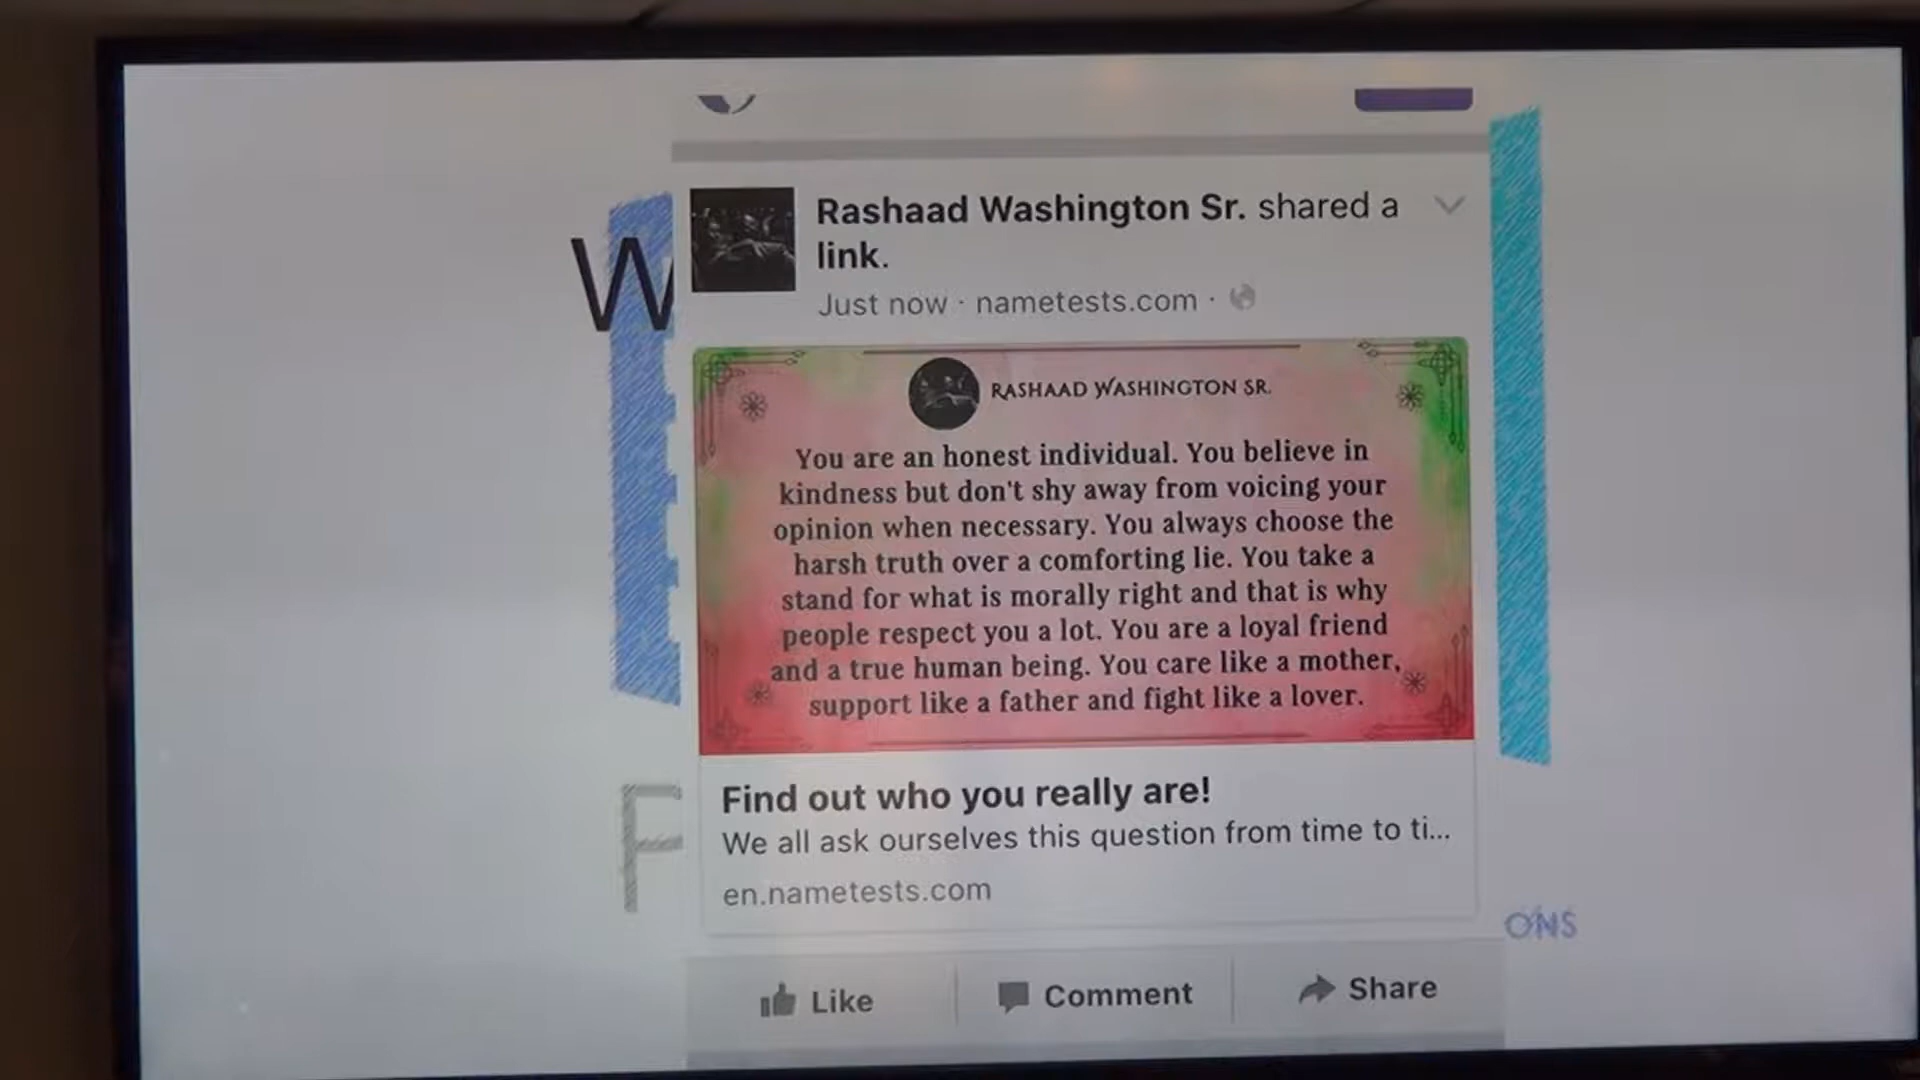 W
Rashaad Washington Sr. shared a
link.
Just now · nametests.com ·
RASHAAD WASHINGTON SR.
You are an honest individual. You believe in
kindness but don't shy away from voicing your
opinion when necessary. You always choose the
harsh truth over a comforting lie. You take a
stand for what is morally right and that is why
people respect you a lot. You are a loyal friend
and a true human being. You care like a mother,
support like a father and fight like a lover.
Find out who you really are!
We all ask ourselves this question from time to ti...
en.nametests.com
F
ONS
Like
Comment
Share